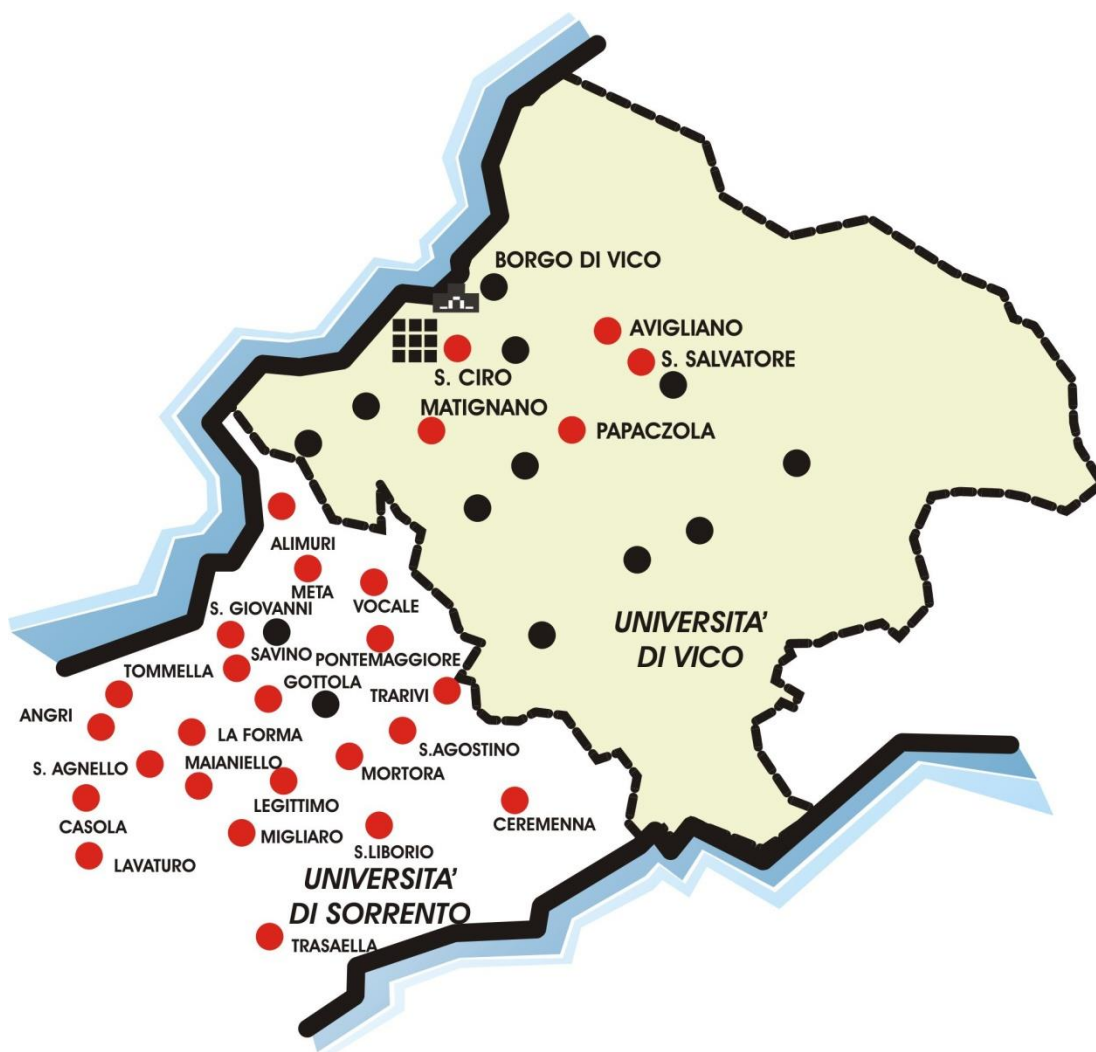 BORGO DI VICO
AVIGLIANO
S. SALVATORE
S. CIRO
MATIGNANO
PAPACZOLA
ALIMURI
META
VOCALE
S. GIOVANNI
SAVINO
PONTEMAGGIORE
UNIVERSITA'
DI VICO
TOMMELLA
GOTTOLA
TRARIVI
ANGRI
LA FORMA
S.AGOSTINO
S. AGNELLO
MAIANIELLO
MORTORA
LEGITTIMO
CASOLA
MIGLIARO
CEREMENNA
S.LIBORIO
LAVATURO
UNIVERSITA'
DI SORRENTO
TRASAELLA